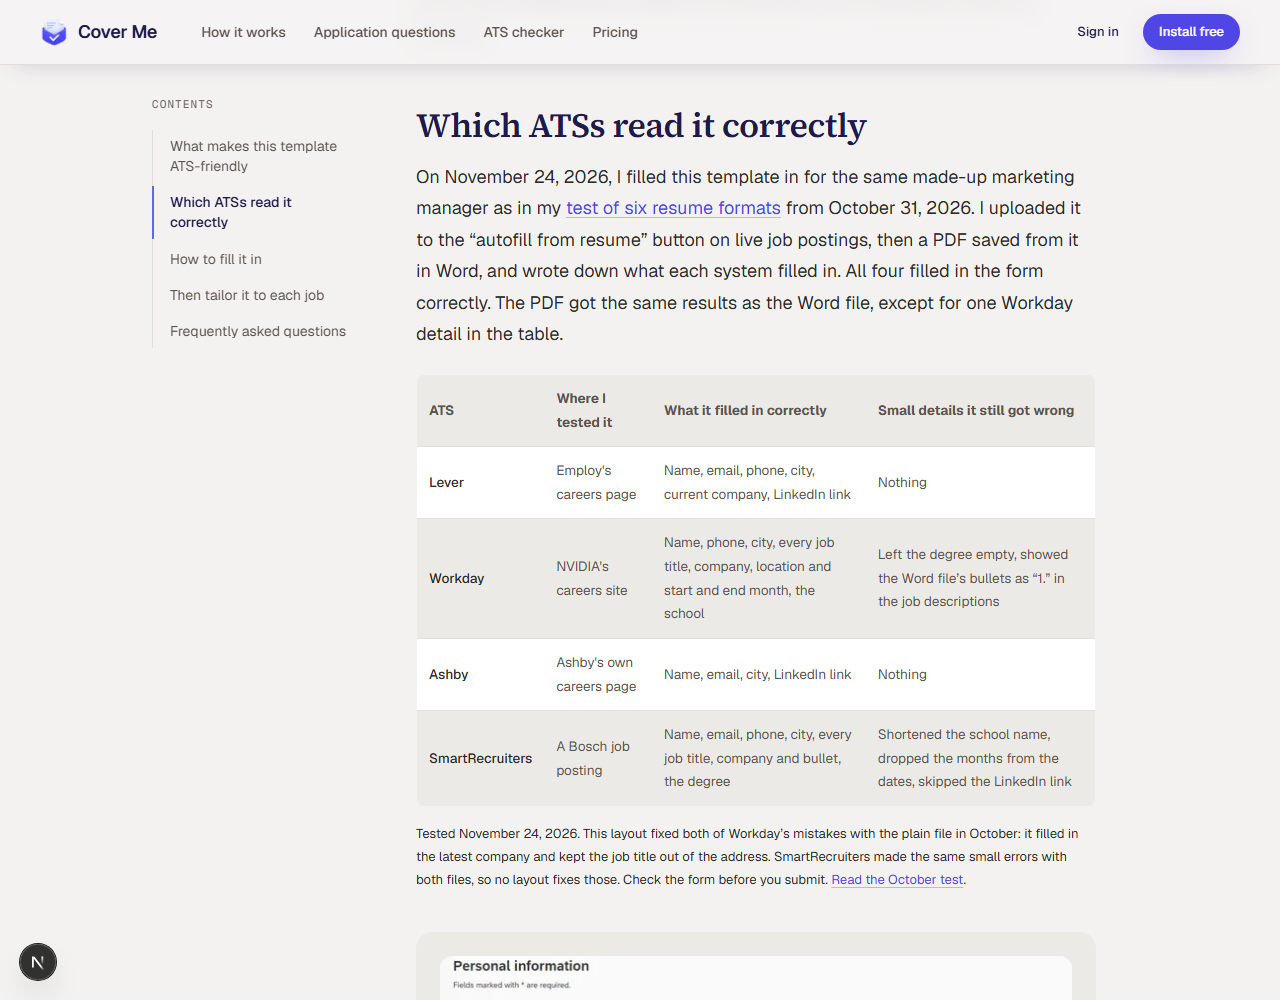 Cover Me
How it works
Application questions
ATS checker
Pricing
Sign in
Install free
CONTENTS
What makes this template
ATS-friendly
Which ATSs read it
correctly
How to fill it in
Then tailor it to each job
Frequently asked questions
Which ATSs read it correctly
On November 24, 2026, I filled this template in for the same made-up marketing
manager as in my test of six resume formats from October 31, 2026. I uploaded it
to the “autofill from resume” button on live job postings, then a PDF saved from it
in Word, and wrote down what each system filled in. All four filled in the form
correctly. The PDF got the same results as the Word file, except for one Workday
detail in the table.
ATS
Where I
tested it
What it filled in correctly
Small details it still got wrong
Lever
Employ's
careers page
Name, email, phone, city,
current company, LinkedIn link
Nothing
Workday
NVIDIA's
careers site
Name, phone, city, every job
title, company, location and
start and end month, the
school
Left the degree empty, showed
the Word file’s bullets as “1.” in
the job descriptions
Ashby
Ashby's own
careers page
Name, email, city, LinkedIn link
Nothing
SmartRecruiters
A Bosch job
posting
Name, email, phone, city, every
job title, company and bullet,
the degree
Shortened the school name,
dropped the months from the
dates, skipped the LinkedIn link
Tested November 24, 2026. This layout fixed both of Workday’s mistakes with the plain file in October: it filled in
the latest company and kept the job title out of the address. SmartRecruiters made the same small errors with
both files, so no layout fixes those. Check the form before you submit. Read the October test.
N
Personal information
Fields marked with * are required.